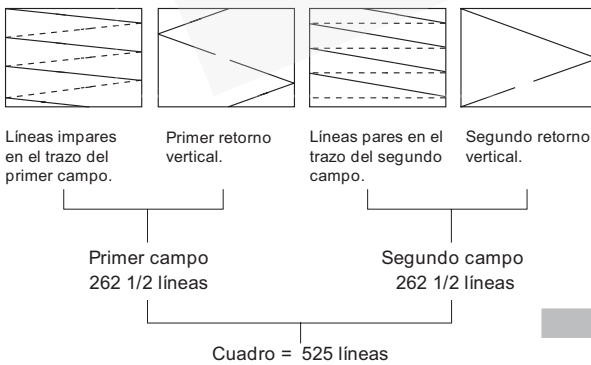 Líneas impares
en el trazo del
primer campo.
Primer retorno
vertical.
Líneas pares en el
trazo del segundo
campo.
Segundo retorno
vertical.
Primer campo
262 1/2 líneas
Segundo campo
262 1/2 líneas
Cuadro = 525 líneas